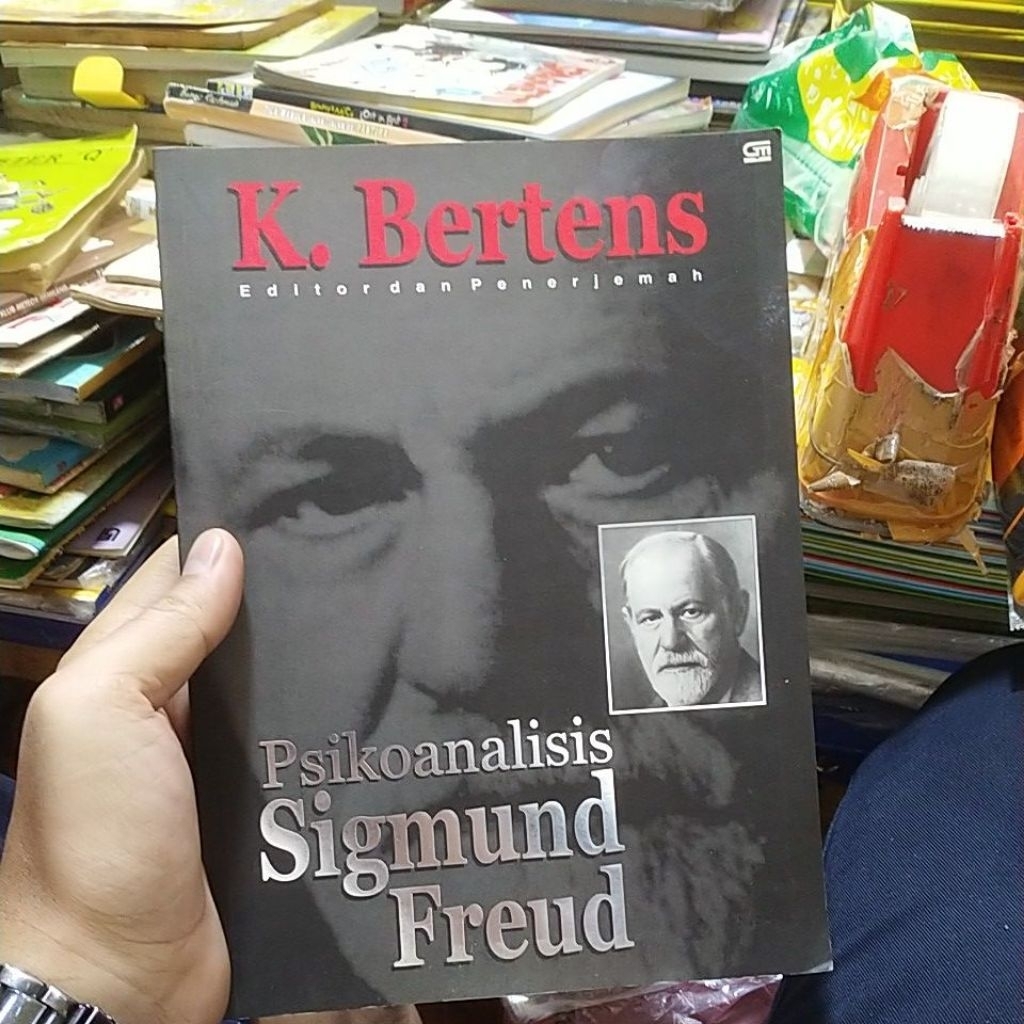 K. Bertens
Editor dan Penerjemah
Psikoanalisis
Sigmund
Freud